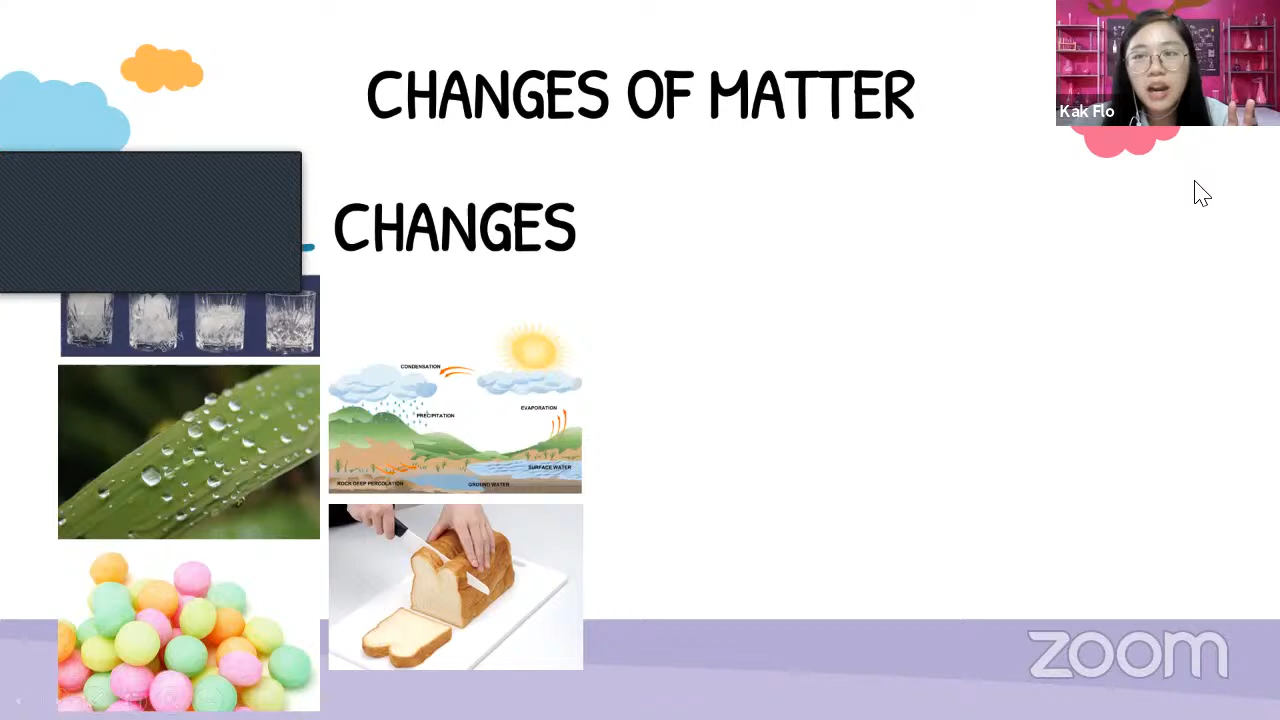 CHANGES OF MATTER
Kak Flo
CHANGES
CONDENSATION
PRECIPITATION
EVAPORATION
SURFACE WATER
ROCK DEEP PERCOLATION
GROUND WATER
zoom